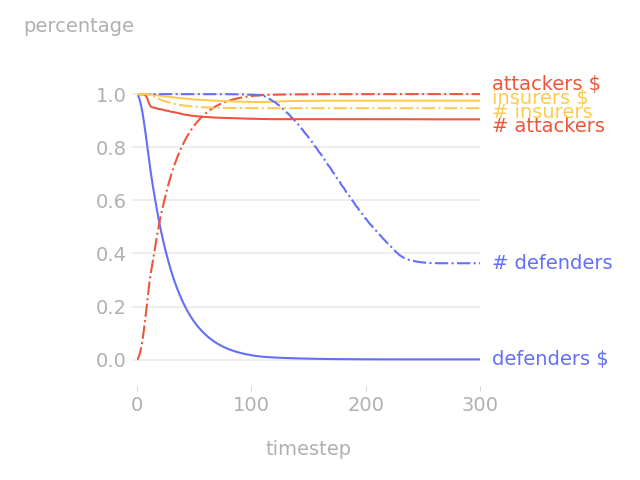 percentage
attackers $
insurers $
# insurers
# attackers
1.0
0.8
0.6
0.4
# defenders
0.2
0.0
defenders $
0 100 200 300
timestep